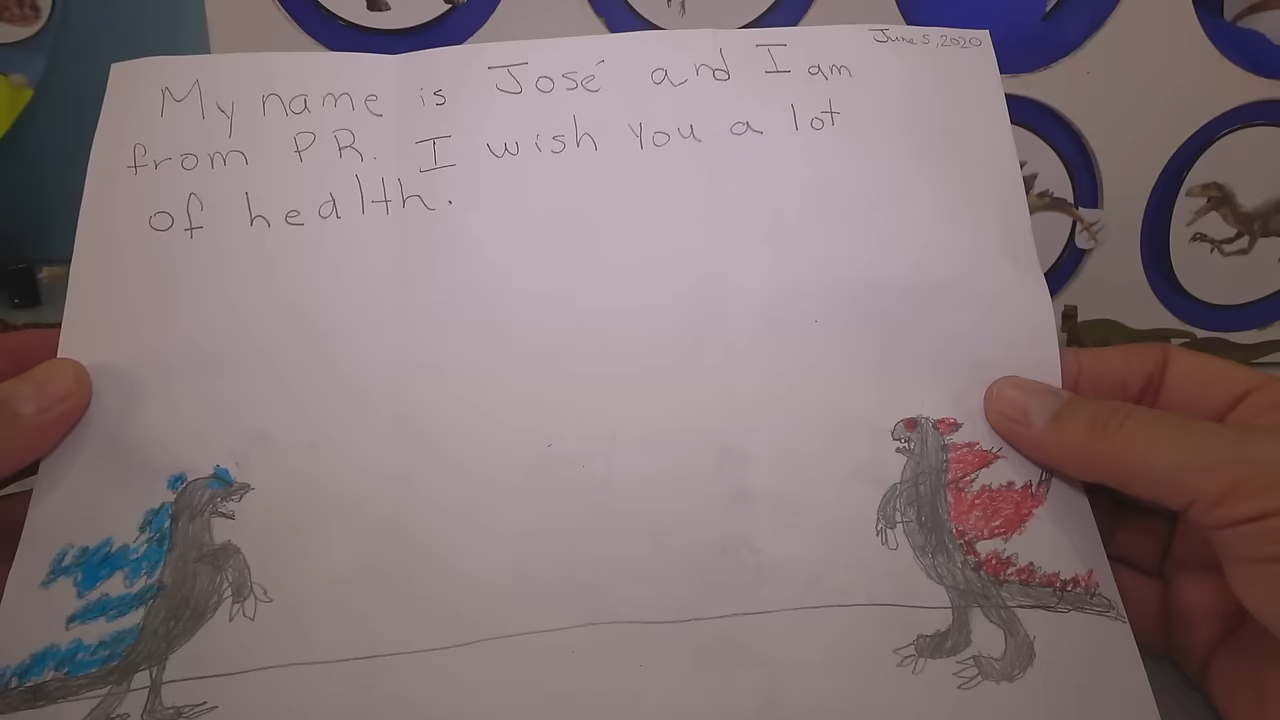 June 5, 2020
My name is José and I am
from PR. I wish you a lot
of health.